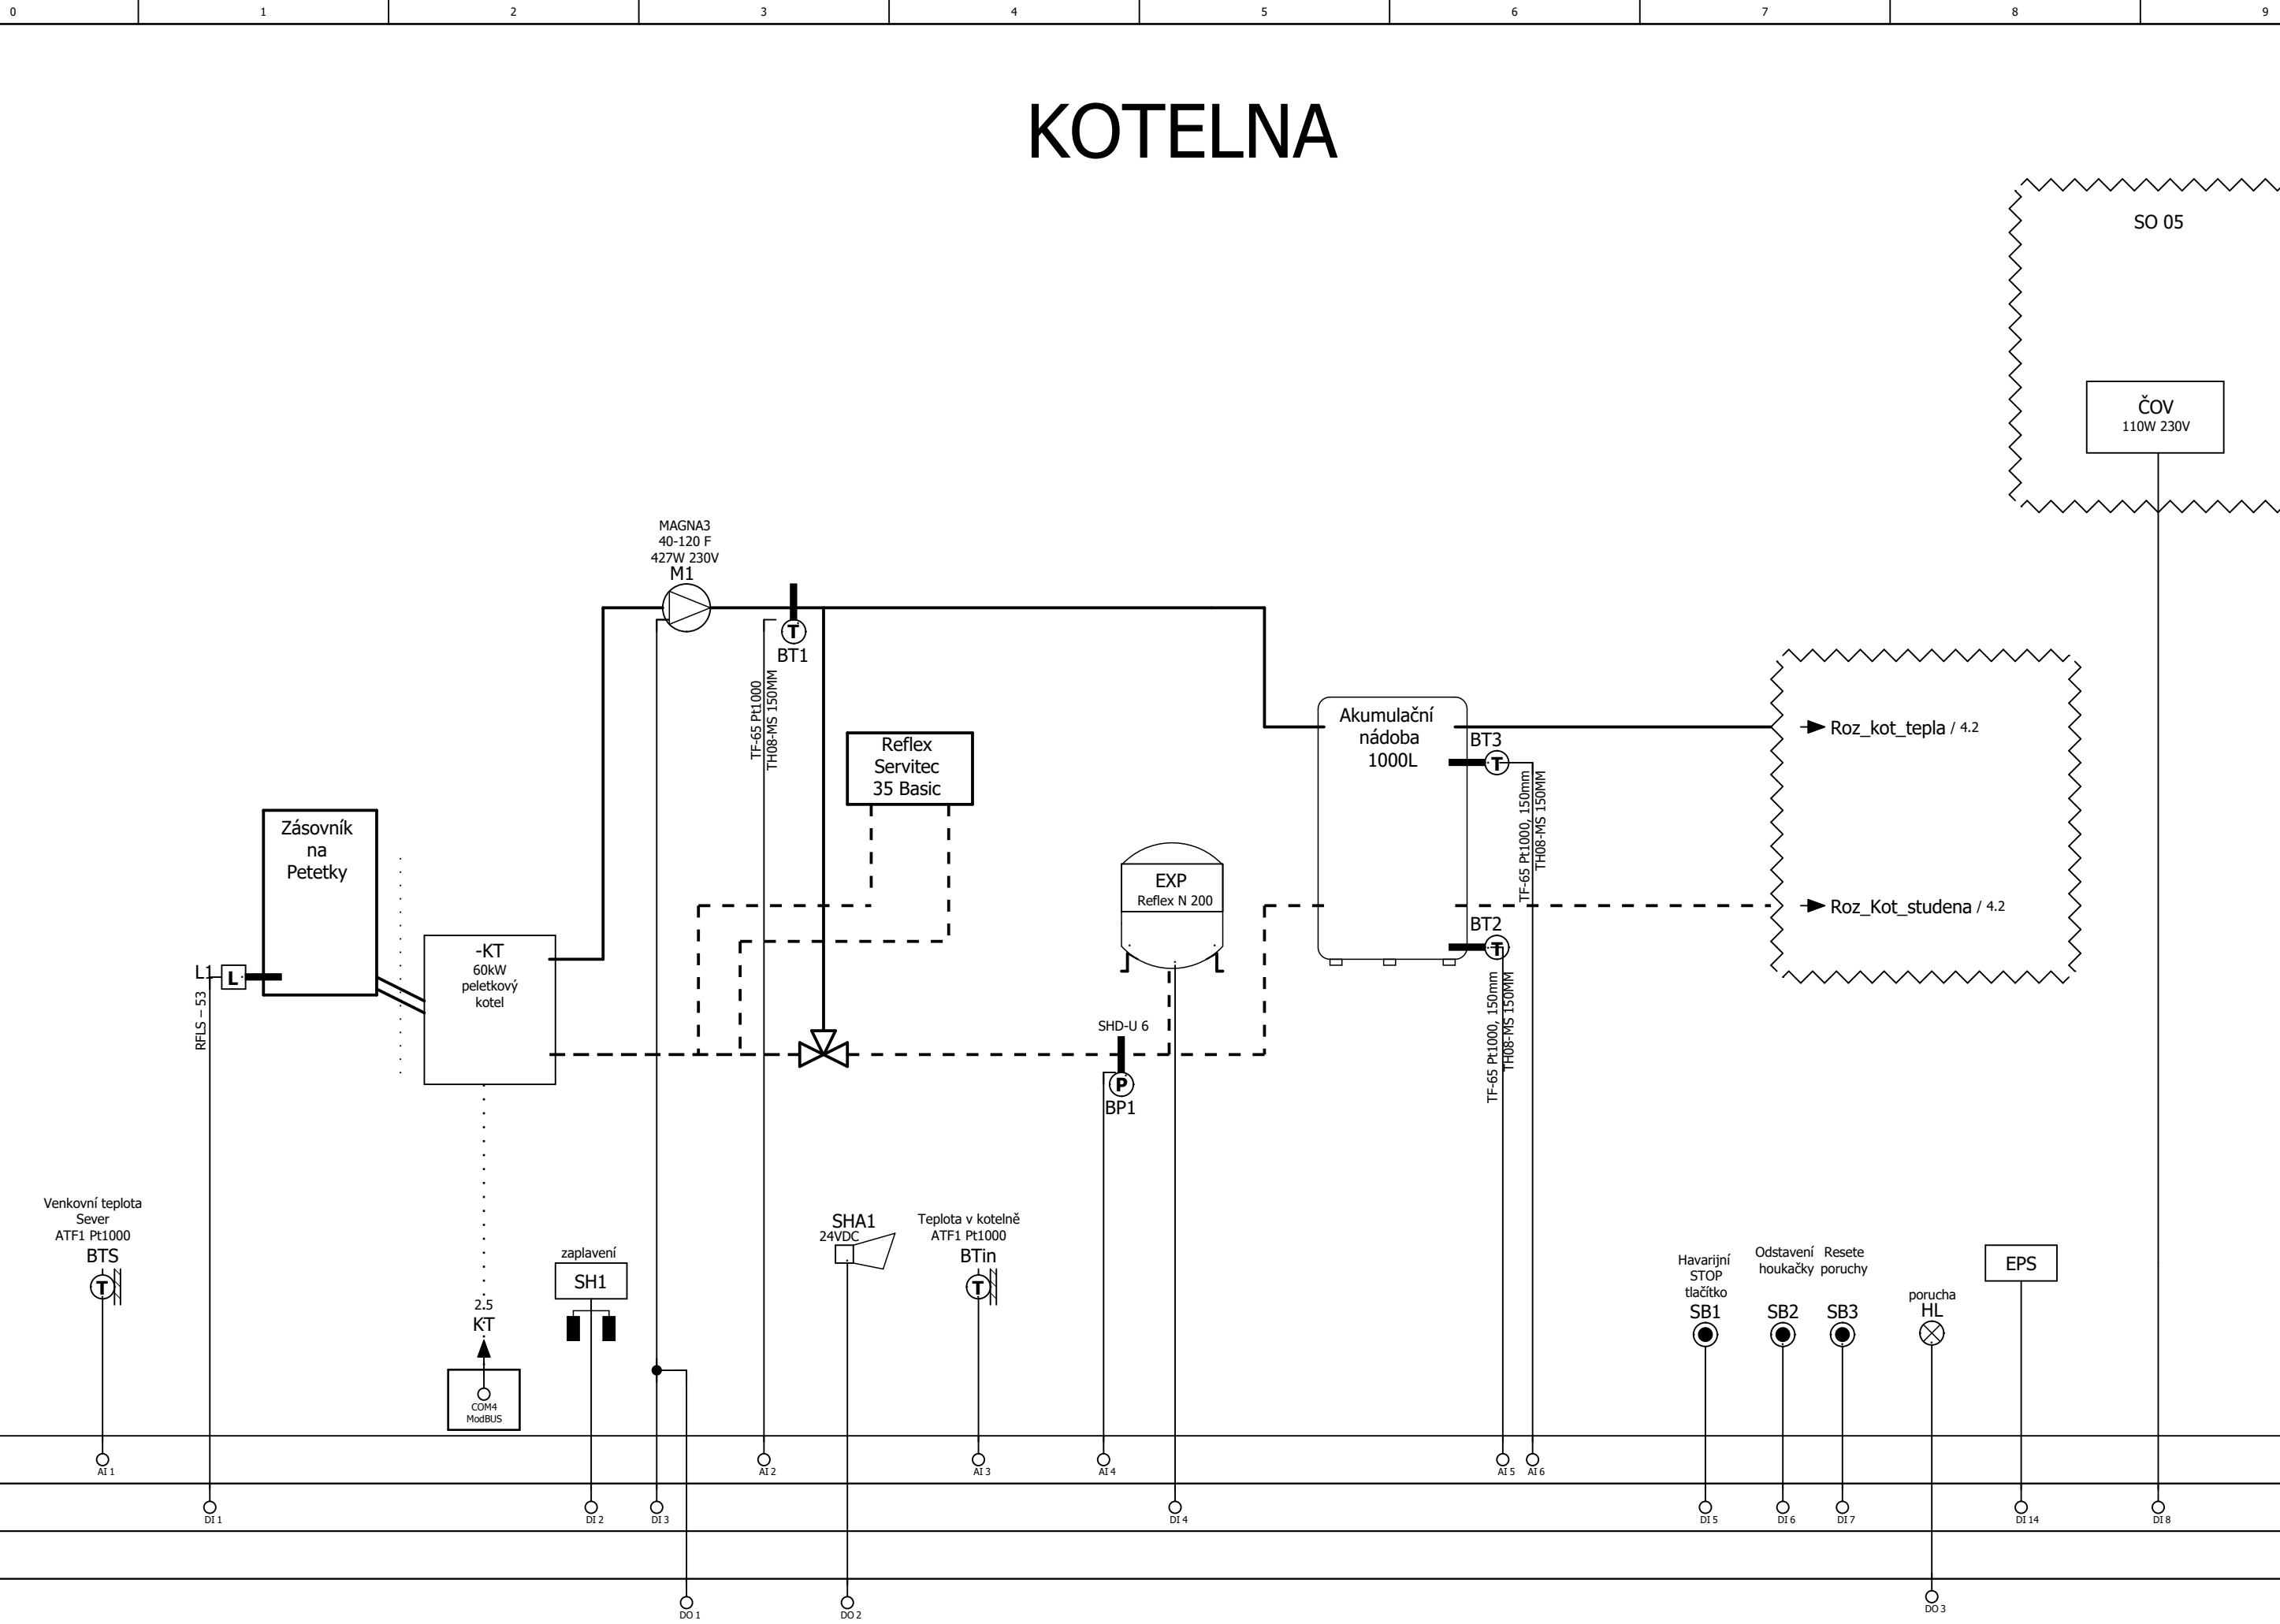 0 1 2 3 4 5 6 7 8 9
KOTELNA
SO 05
ČOV
110W 230V
MAGNA3
40-120 F
427W 230V
M1
BT1
TF-65 Pt1000
TH08-MS 150MM
Reflex
Servitec
35 Basic
Akumulační
nádoba
1000L
BT3
TF-65 Pt1000, 150mm
TH08-MS 150MM
Roz_kot_tepla / 4.2
Zásovník
na
Petetky
EXP
Reflex N 200
Roz_Kot_studena / 4.2
BT2
TF-65 Pt1000, 150mm
TH08-MS 150MM
-KT
60kW
peletkový
kotel
L1
L
RFLS – 53
SHD-U 6
P
BP1
T
T
T
Venkovní teplota
Sever
ATF1 Pt1000
BTS
T
2.5
KT
COM4
ModBUS
zaplavení
SH1
SHA1
24VDC
Teplota v kotelně
ATF1 Pt1000
BTin
T
Havarijní
STOP
tlačítko
SB1
Odstavení
houkačky
SB2
Resete
poruchy
SB3
porucha
HL
EPS
AI 1
AI 2
AI 3
AI 4
AI 5
AI 6
DI 1
DI 2
DI 3
DI 4
DI 5
DI 6
DI 7
DI 14
DI 8
DO 1
DO 2
DO 3